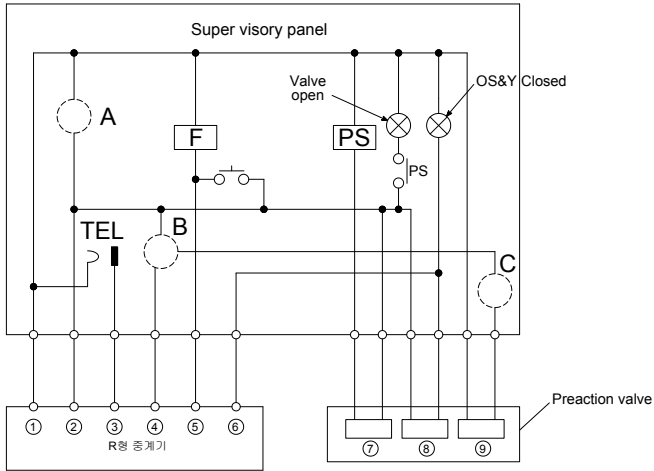 Super visory panel
Valve
open
OS&Y Closed
A
F
PS
PS
TEL
B
C
① ② ③ ④ ⑤ ⑥
R형 중계기
⑦ ⑧ ⑨
Preaction valve